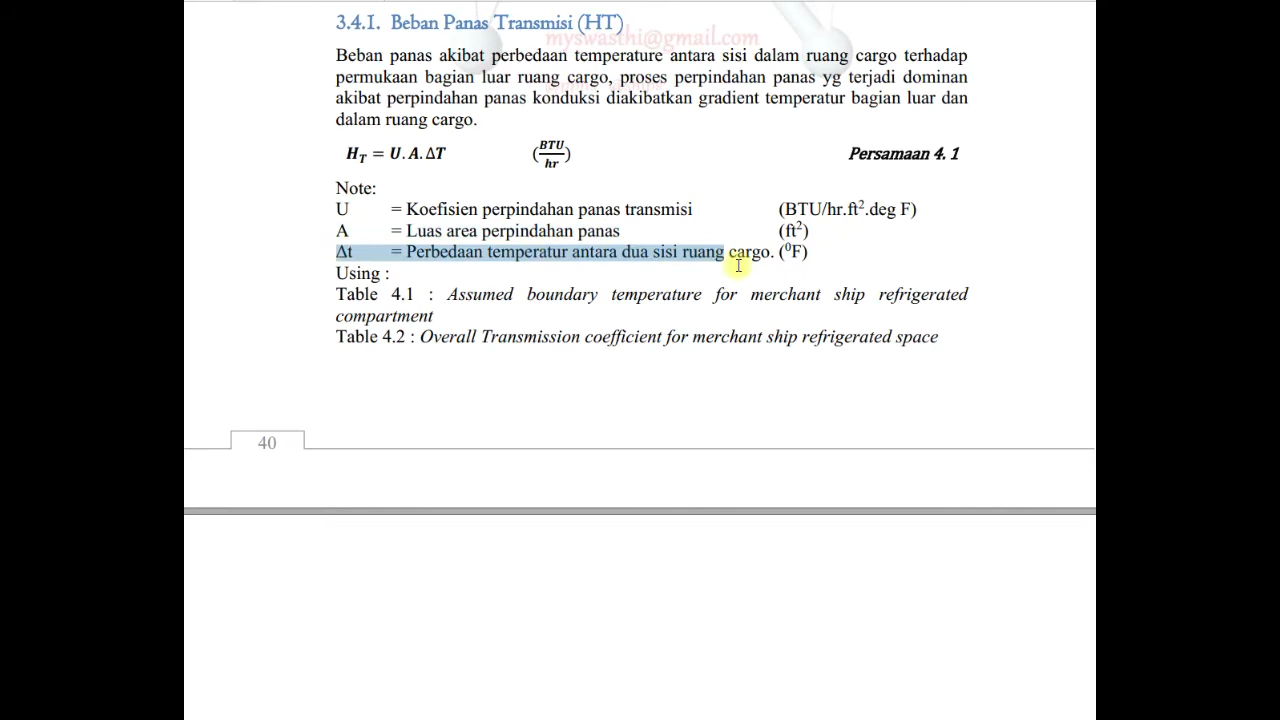 3.4.1. Beban Panas Transmisi (HT)
myswasthi@gmail.com
Beban panas akibat perbedaan temperature antara sisi dalam ruang cargo terhadap
permukaan bagian luar ruang cargo, proses perpindahan panas yg terjadi dominan
akibat perpindahan panas konduksi diakibatkan gradient temperatur bagian luar dan
dalam ruang cargo.
H_T = U. A. ΔT (BTU/hr) Persamaan 4. 1
Note:
U = Koefisien perpindahan panas transmisi (BTU/hr.ft².deg F)
A = Luas area perpindahan panas (ft²)
Δt = Perbedaan temperatur antara dua sisi ruang cargo. (⁰F)
Using :
Table 4.1 : Assumed boundary temperature for merchant ship refrigerated
compartment
Table 4.2 : Overall Transmission coefficient for merchant ship refrigerated space
40